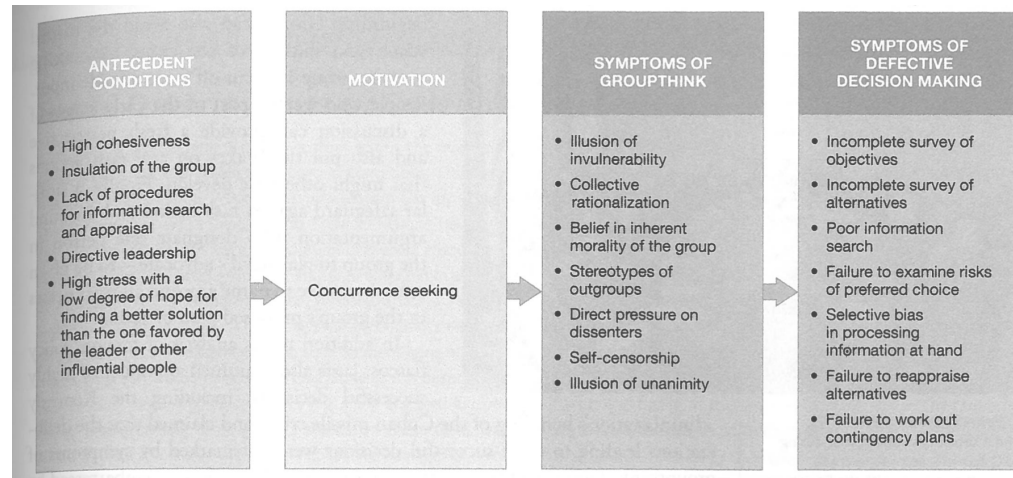 ANTECEDENT
CONDITIONS
• High cohesiveness
• Insulation of the group
• Lack of procedures
for information search
and appraisal
• Directive leadership
• High stress with a
low degree of hope for
finding a better solution
than the one favored by
the leader or other
influential people
MOTIVATION
Concurrence seeking
SYMPTOMS OF
GROUPTHINK
• Illusion of
invulnerability
• Collective
rationalization
• Belief in inherent
morality of the group
• Stereotypes of
outgroups
• Direct pressure on
dissenters
• Self-censorship
• Illusion of unanimity
SYMPTOMS OF
DEFECTIVE
DECISION MAKING
• Incomplete survey of
objectives
• Incomplete survey of
alternatives
• Poor information
search
• Failure to examine risks
of preferred choice
• Selective bias
in processing
information at hand
• Failure to reappraise
alternatives
• Failure to work out
contingency plans